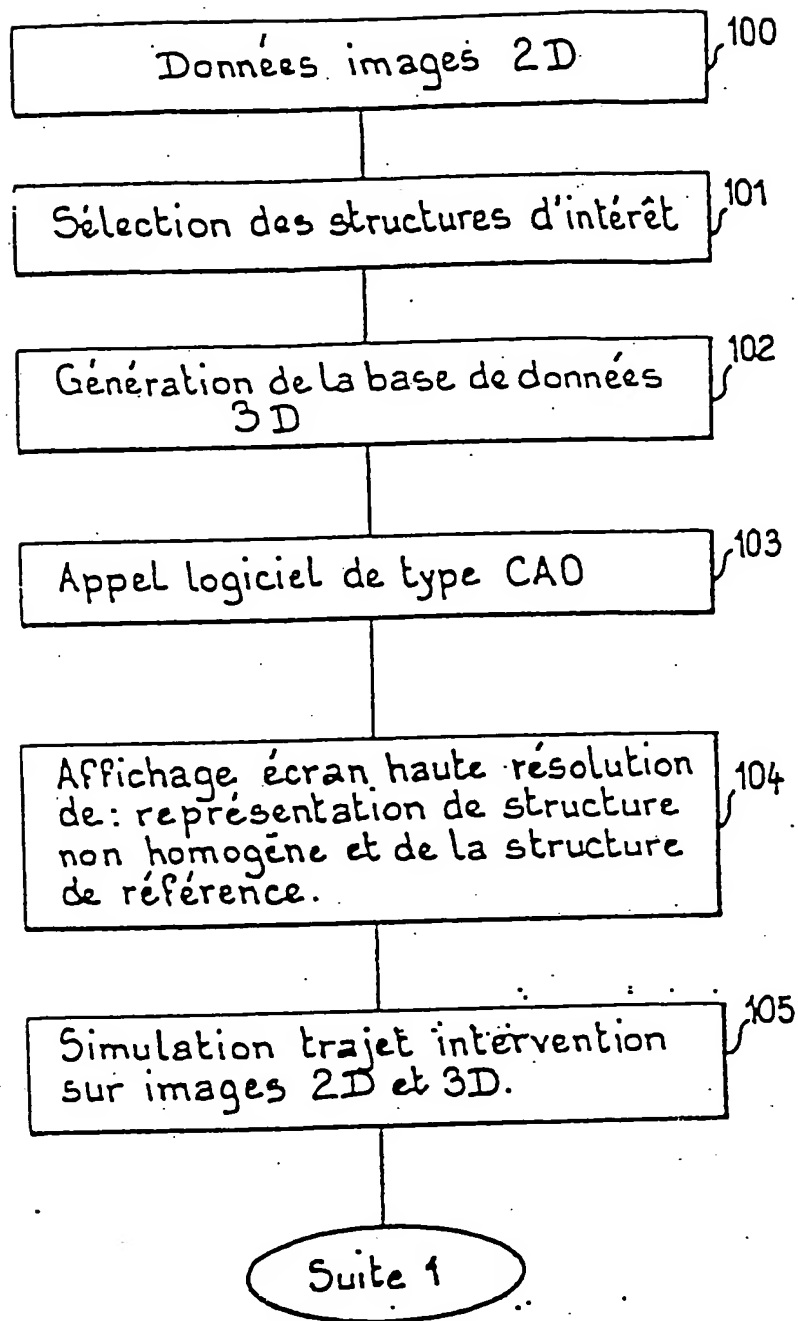 Données images 2D
100
Sélection des structures d'intérêt
101
Génération de la base de données
3D
102
Appel logiciel de type CAO
103
Affichage écran haute résolution
de: représentation de structure
non homogène et de la structure
de référence.
104
Simulation trajet intervention
sur images 2D et 3D.
105
Suite 1